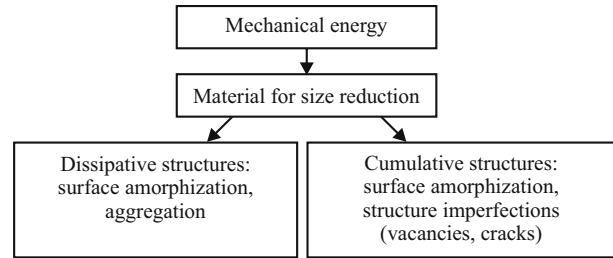 Mechanical energy
Material for size reduction
Dissipative structures:
surface amorphization,
aggregation
Cumulative structures:
surface amorphization,
structure imperfections
(vacancies, cracks)